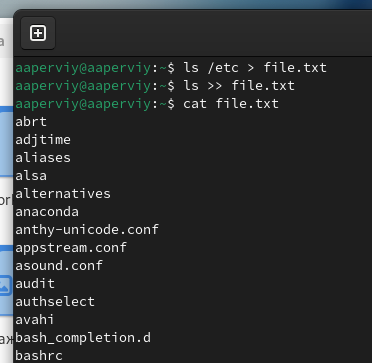 aaperviy@aaperviy:~$ ls /etc > file.txt
aaperviy@aaperviy:~$ ls >> file.txt
aaperviy@aaperviy:~$ cat file.txt
abrt
adjtime
aliases
alsa
alternatives
anaconda
anthy-unicode.conf
appstream.conf
asound.conf
audit
authselect
avahi
bash_completion.d
bashrc